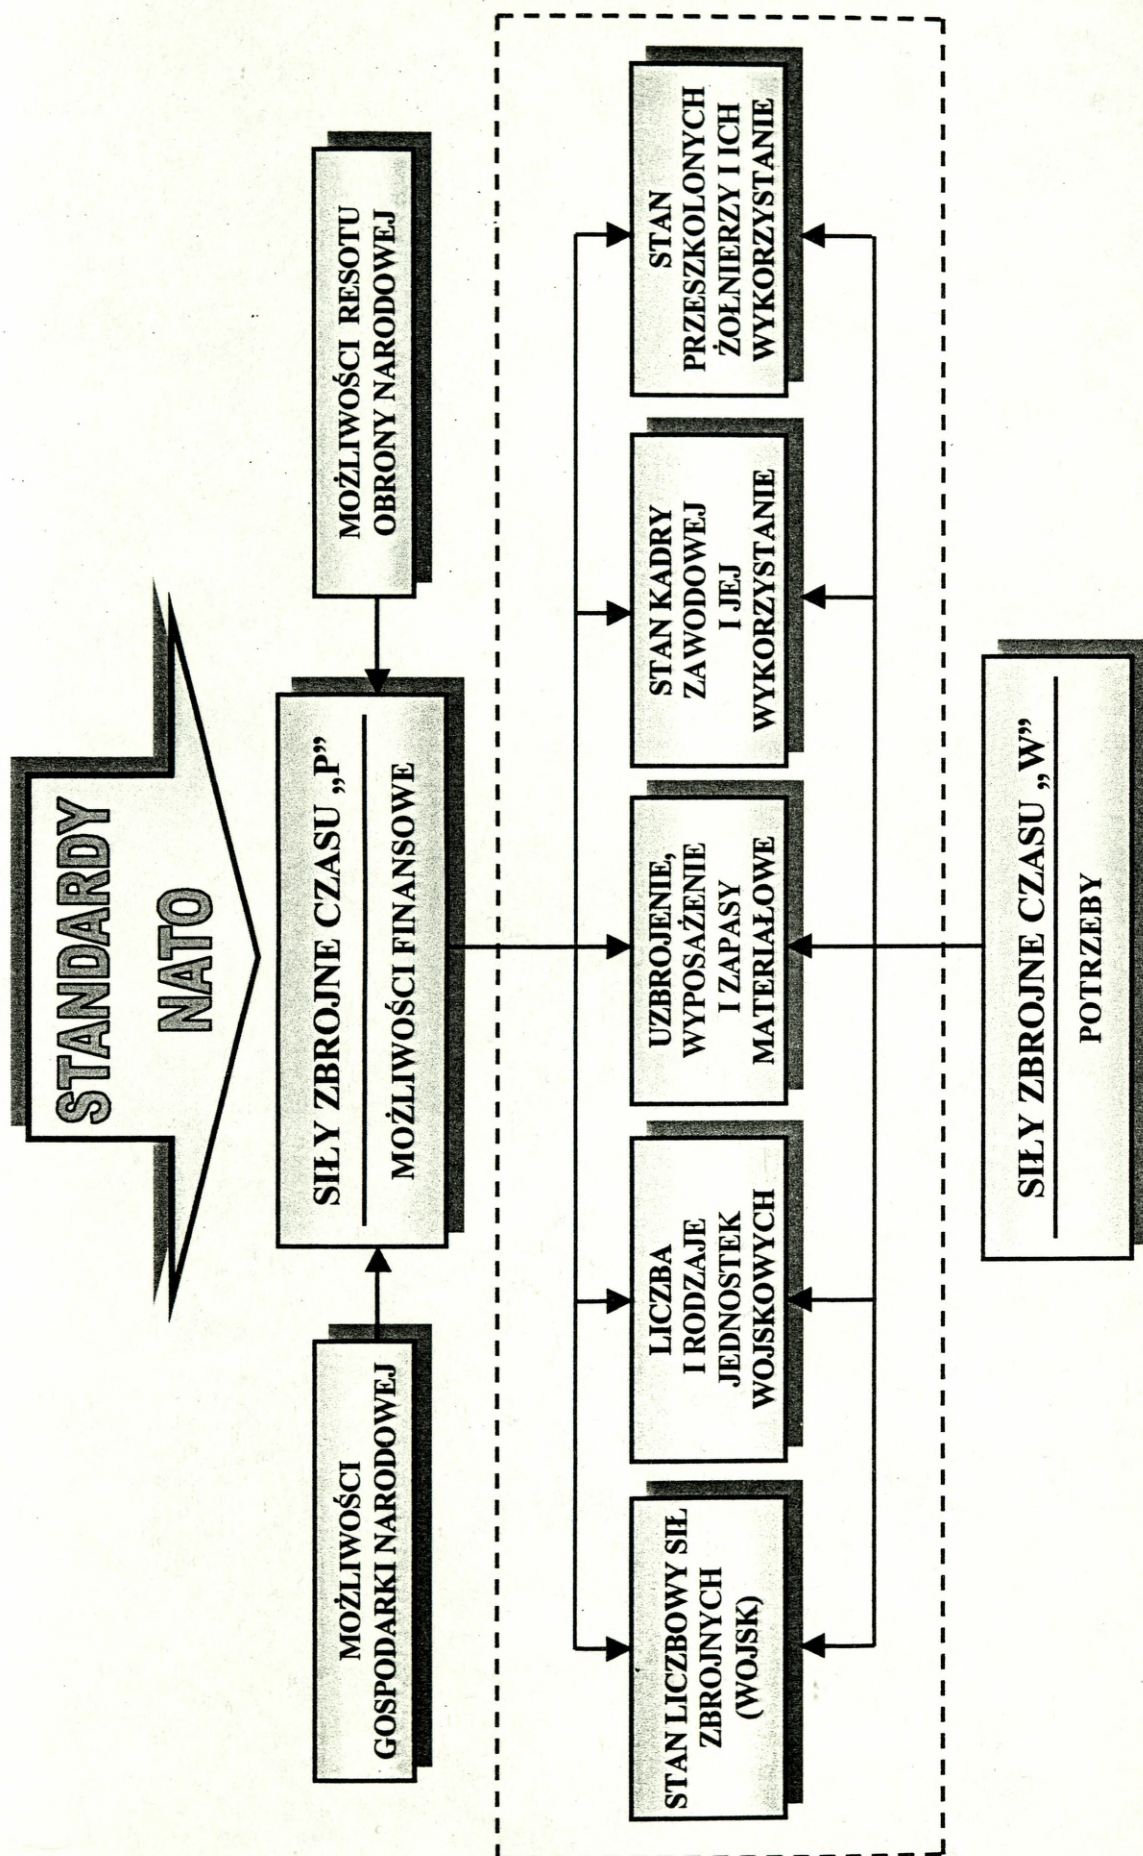 STANDARDY
NATO
MOŻLIWOŚCI
GOSPODARKI NARODOWEJ
SIŁY ZBROJNE CZASU „P”
MOŻLIWOŚCI FINANSOWE
MOŻLIWOŚCI RESOTU
OBRONY NARODOWEJ
STAN LICZBOWY SIŁ
ZBROJNYCH
(WOJSK)
LICZBA
I RODZAJE
JEDNOSTEK
WOJSKOWYCH
UZBROJENIE,
WYPOSAŻENIE
I ZAPASY
MATERIAŁOWE
STAN KADRY
ZAWODOWEJ
I JEJ
WYKORZYSTANIE
STAN
PRZESZKOLONYCH
ŻOŁNIERZY I ICH
WYKORZYSTANIE
SIŁY ZBROJNE CZASU „W”
POTRZEBY